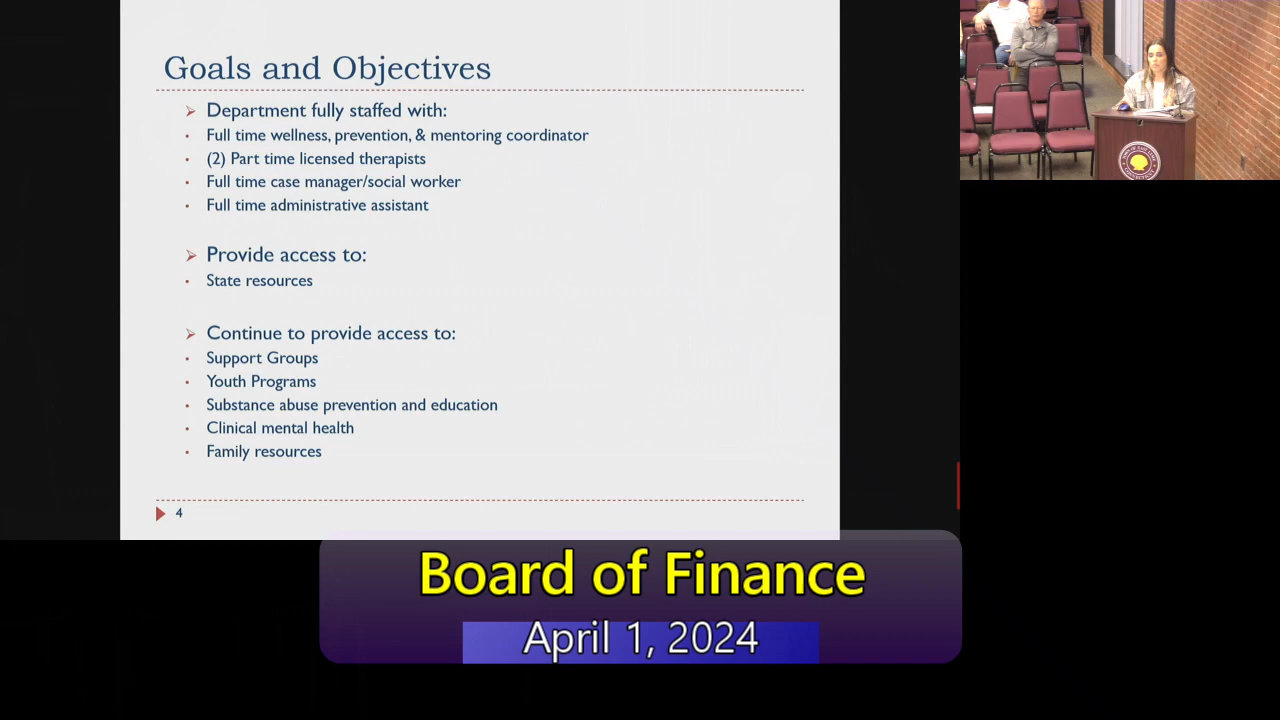 Goals and Objectives
Department fully staffed with:
Full time wellness, prevention, & mentoring coordinator
(2) Part time licensed therapists
Full time case manager/social worker
Full time administrative assistant
Provide access to:
State resources
Continue to provide access to:
Support Groups
Youth Programs
Substance abuse prevention and education
Clinical mental health
Family resources
4
Board of Finance
April 1, 2024